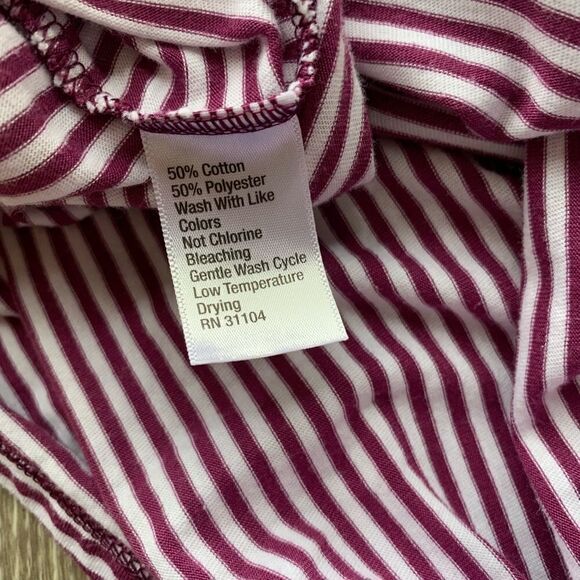 50% Cotton
50% Polyester
Wash With Like
Colors
Not Chlorine
Bleaching
Gentle Wash Cycle
Low Temperature
Drying
RN 31104